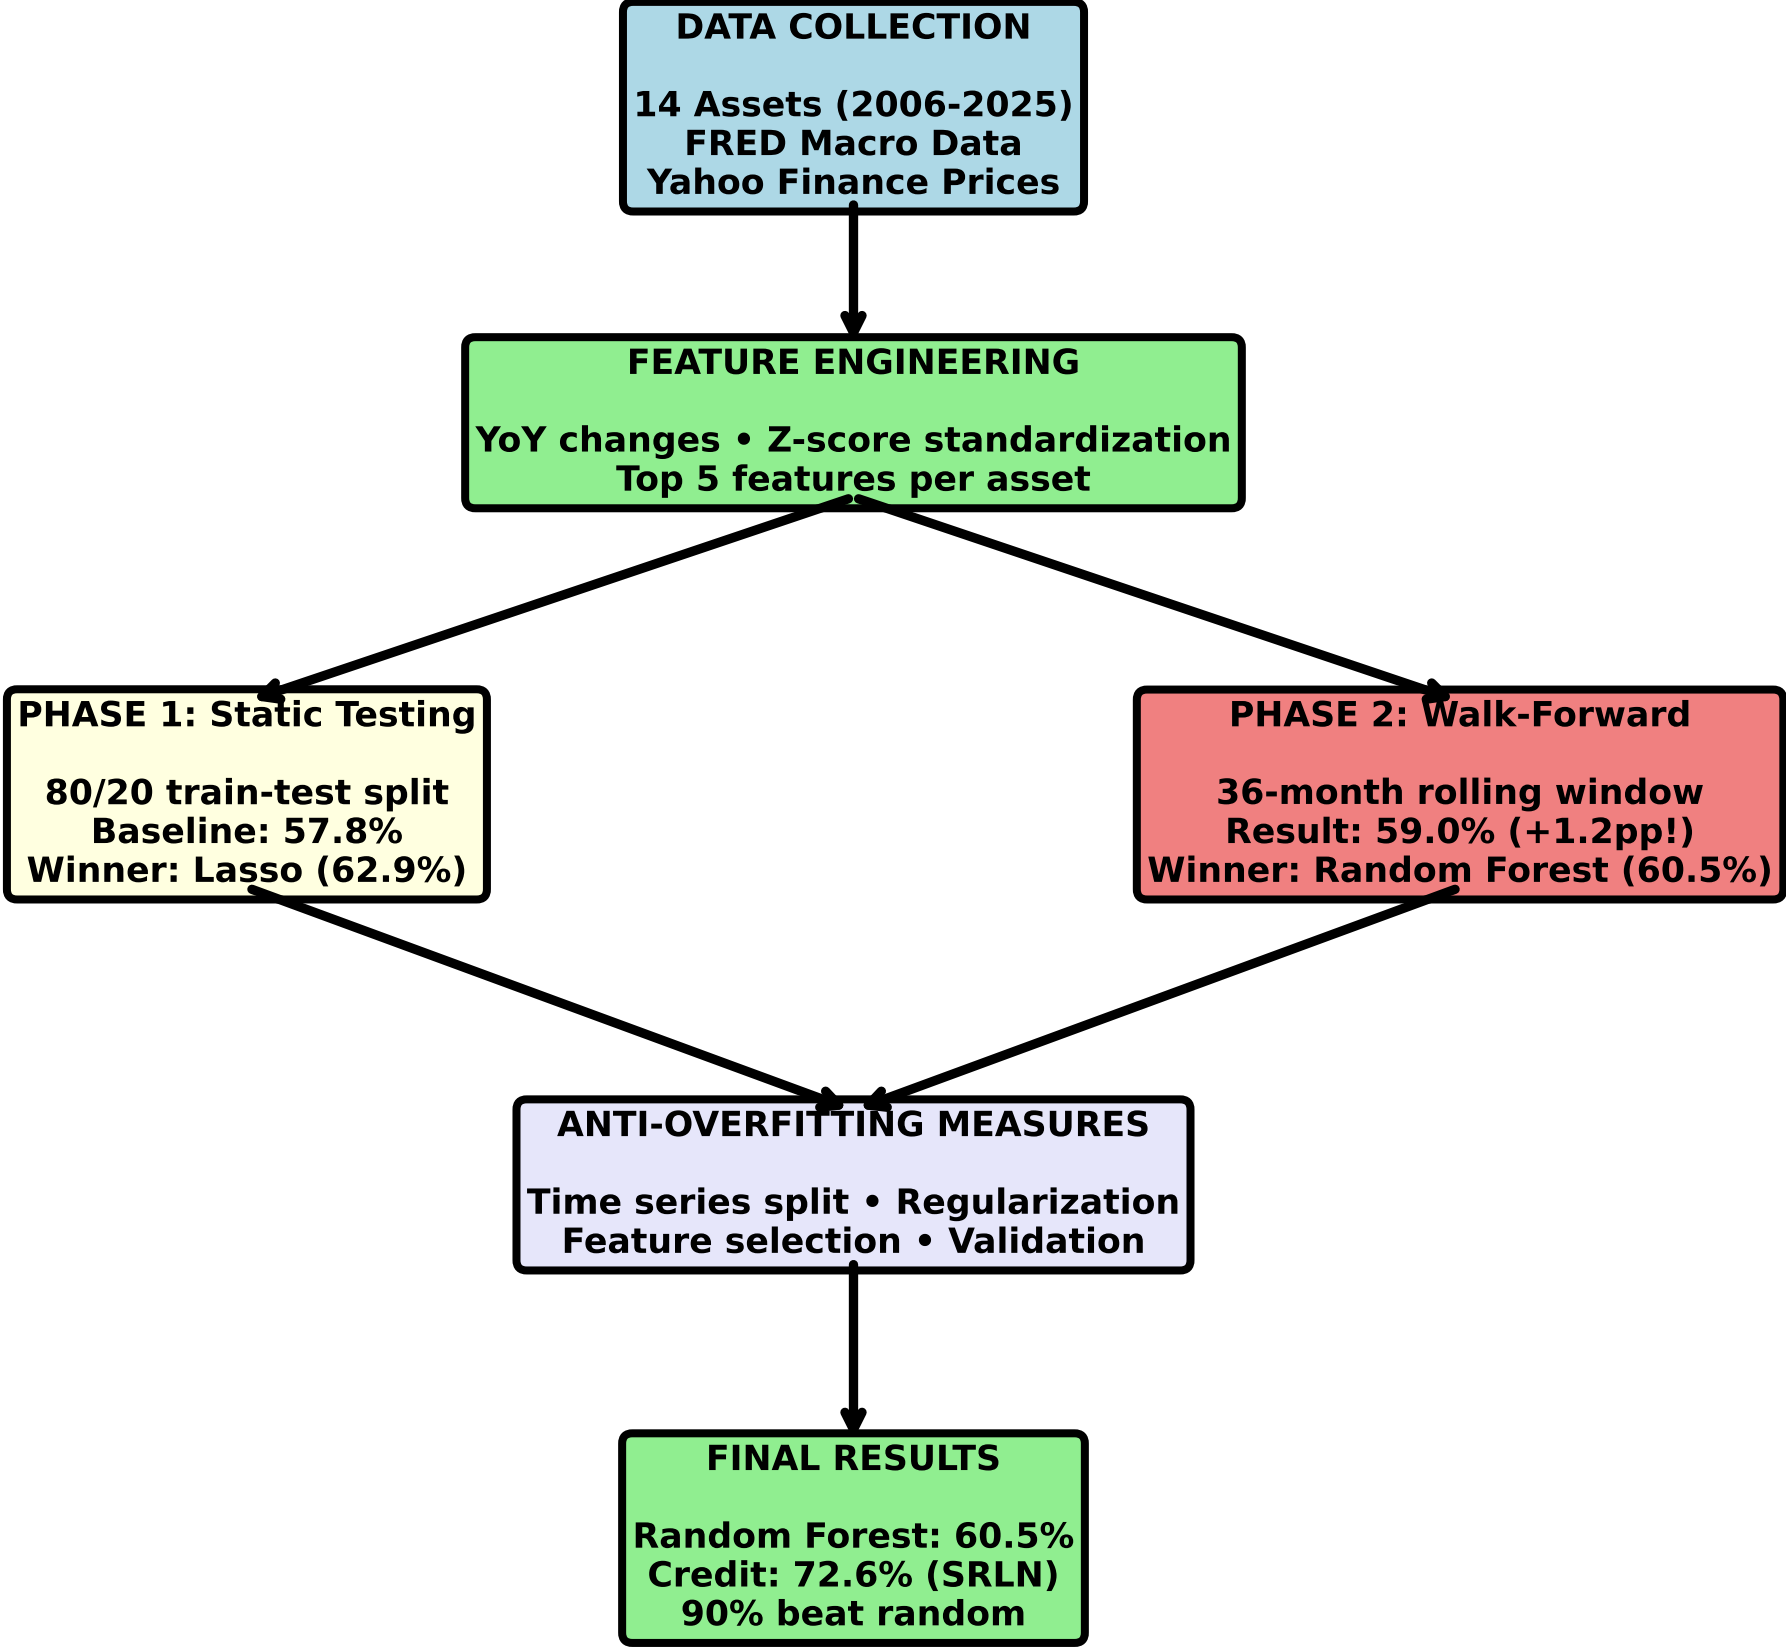 DATA COLLECTION
14 Assets (2006-2025)
FRED Macro Data
Yahoo Finance Prices
FEATURE ENGINEERING
YoY changes • Z-score standardization
Top 5 features per asset
PHASE 1: Static Testing
80/20 train-test split
Baseline: 57.8%
Winner: Lasso (62.9%)
PHASE 2: Walk-Forward
36-month rolling window
Result: 59.0% (+1.2pp!)
Winner: Random Forest (60.5%)
ANTI-OVERFITTING MEASURES
Time series split • Regularization
Feature selection • Validation
FINAL RESULTS
Random Forest: 60.5%
Credit: 72.6% (SRLN)
90% beat random